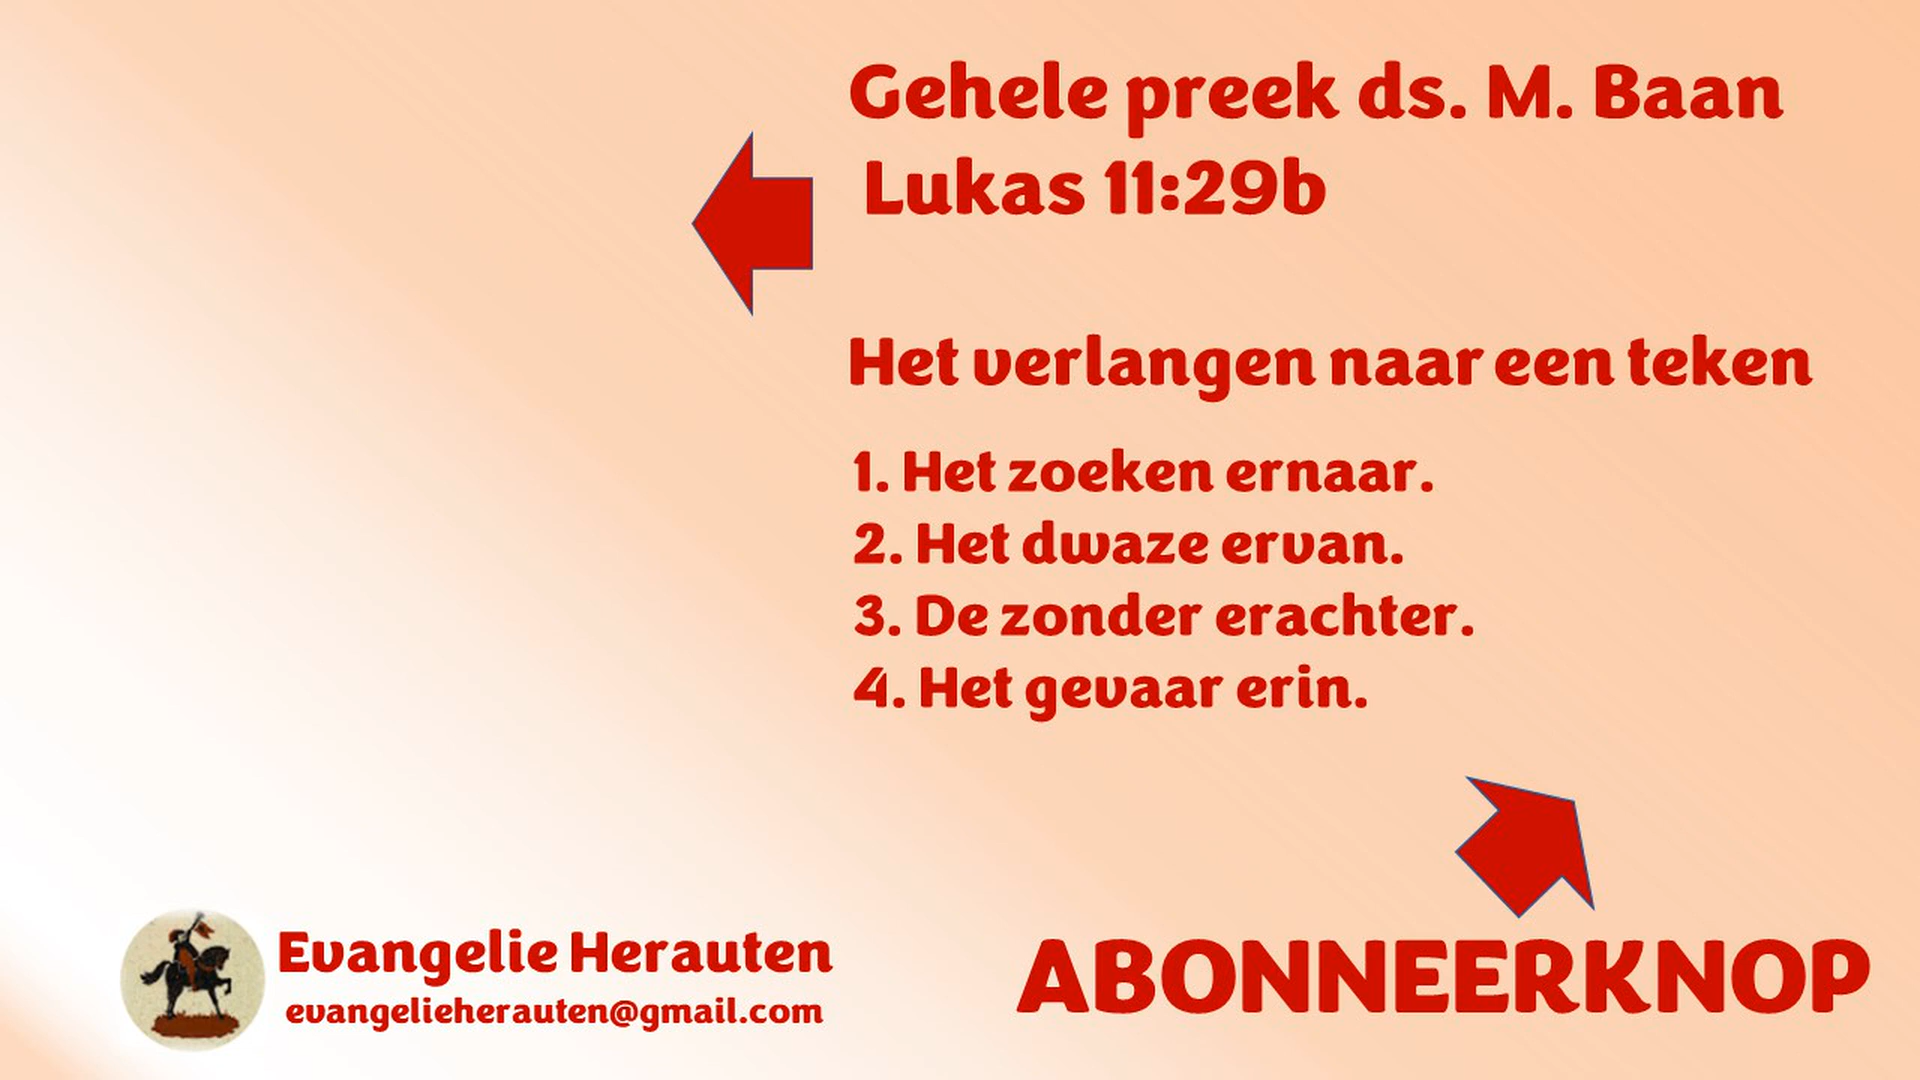 Gehele preek ds. M. Baan
Lukas 11:29b
Het verlangen naar een teken
1. Het zoeken ernaar.
2. Het dwaze ervan.
3. De zonder erachter.
4. Het gevaar erin.
Evangelie Herauten
evangelieherauten@gmail.com
ABONNEERKNOP